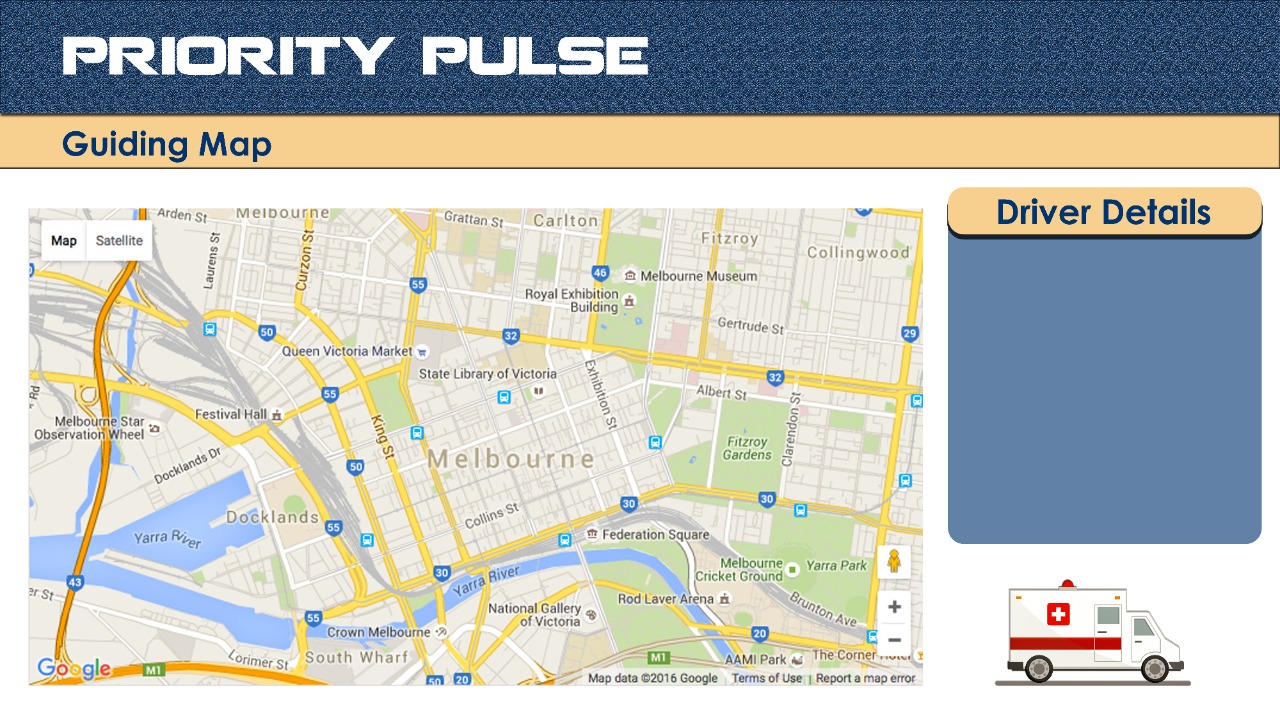 PRIORITY PULSE
Guiding Map
Driver Details
Map
Satellite
Arden St
Melbourne
Grattan St
Carlton
Fitzroy
Collingwood
Laurens St
Curzon St
46
Melbourne Museum
55
Royal Exhibition
Building
50
32
Gertrude St
29
Queen Victoria Market
State Library of Victoria
Exhibition St
32
Albert St
Clarendon St
Rd
55
Festival Hall
Melbourne Star
Observation Wheel
King St
Fitzroy
Gardens
Docklands Dr
50
Melbourne
30
30
Collins St
Docklands
55
Yarra River
Federation Square
Melbourne
Cricket Ground
Yarra Park
43
30
Yarra River
er St
Rod Laver Arena
Brunton Ave
National Gallery
of Victoria
55
Crown Melbourne
20
Lorimer St
South Wharf
M1
AAMI Park
The Corner Hotel
Google
M1
50
20
Map data ©2016 Google
Terms of Use
Report a map error